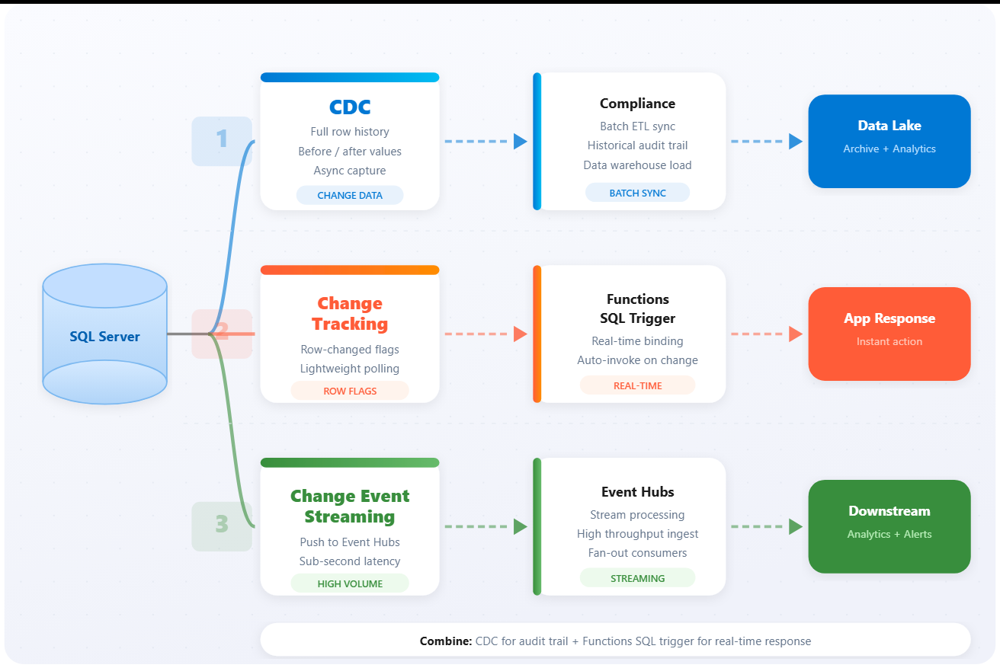 1
CDC
Full row history
Before / after values
Async capture
CHANGE DATA
Compliance
Batch ETL sync
Historical audit trail
Data warehouse load
BATCH SYNC
Data Lake
Archive + Analytics
SQL Server
2
Change
Tracking
Row-changed flags
Lightweight polling
ROW FLAGS
Functions
SQL Trigger
Real-time binding
Auto-invoke on change
REAL-TIME
App Response
Instant action
3
Change Event
Streaming
Push to Event Hubs
Sub-second latency
HIGH VOLUME
Event Hubs
Stream processing
High throughput ingest
Fan-out consumers
STREAMING
Downstream
Analytics + Alerts
Combine: CDC for audit trail + Functions SQL trigger for real-time response